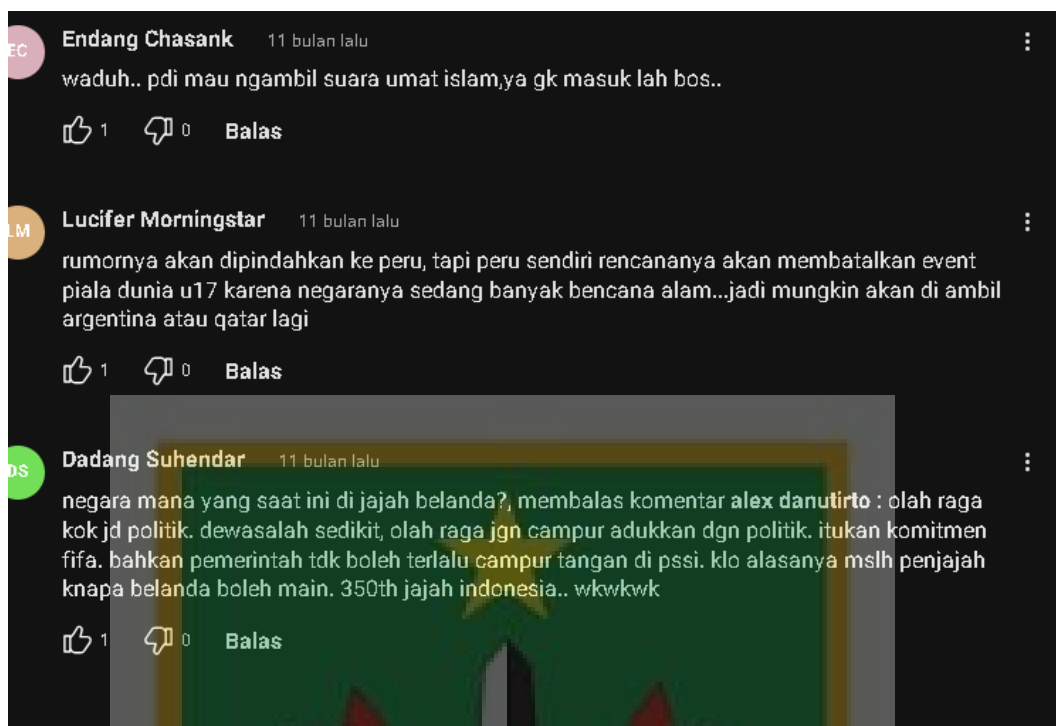 EC
Endang Chasank 11 bulan lalu
waduh.. pdi mau ngambil suara umat islam,ya gk masuk lah bos..
1 0 Balas
LM
Lucifer Morningstar 11 bulan lalu
rumornya akan dipindahkan ke peru, tapi peru sendiri rencananya akan membatalkan event
piala dunia u17 karena negaranya sedang banyak bencana alam...jadi mungkin akan di ambil
argentina atau qatar lagi
1 0 Balas
DS
Dadang Suhendar 11 bulan lalu
negara mana yang saat ini di jajah belanda?, membalas komentar alex danutirto : olah raga
kok jd politik. dewasalah sedikit, olah raga jgn campur adukkan dgn politik. itukan komitmen
fifa. bahkan pemerintah tdk boleh terlalu campur tangan di pssi. klo alasanya mslh penjajah
knapa belanda boleh main. 350th jajah indonesia.. wkwkwk
1 0 Balas